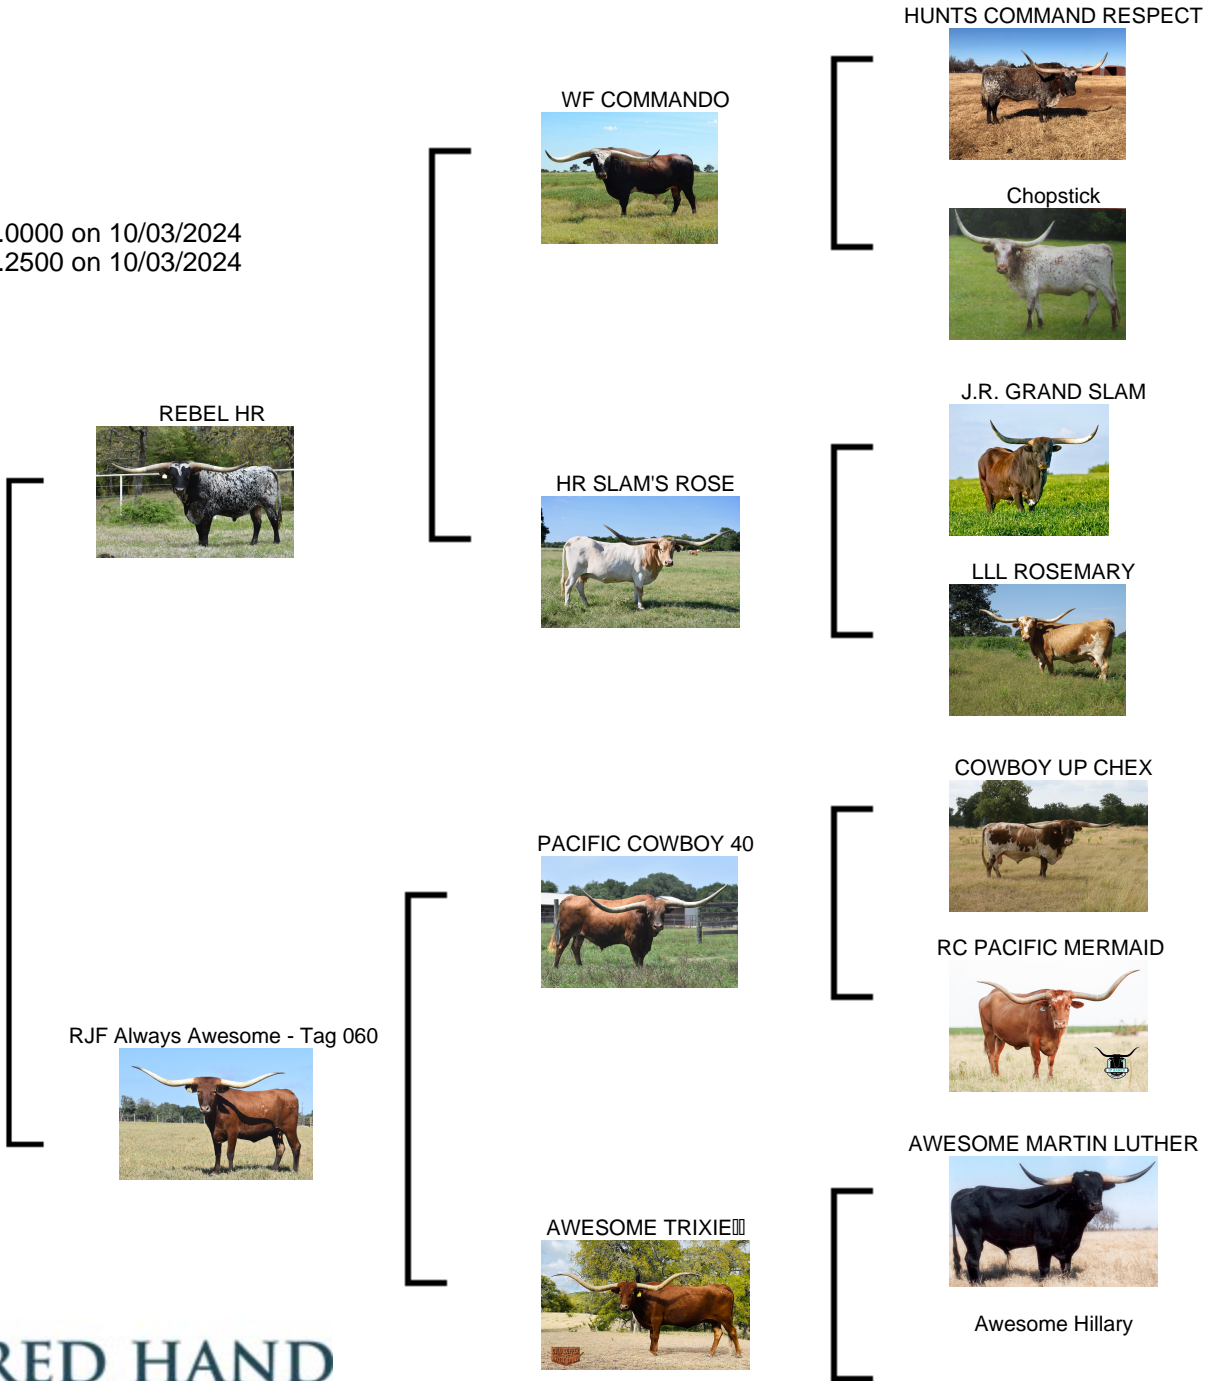 HUNTS COMMAND RESPECT
WF COMMANDO
Chopstick
.0000 on 10/03/2024
.2500 on 10/03/2024
J.R. GRAND SLAM
REBEL HR
HR SLAM'S ROSE
LLL ROSEMARY
COWBOY UP CHEX
PACIFIC COWBOY 40
RC PACIFIC MERMAID
RJF Always Awesome - Tag 060
AWESOME MARTIN LUTHER
AWESOME TRIXIE
Awesome Hillary
RED HAND